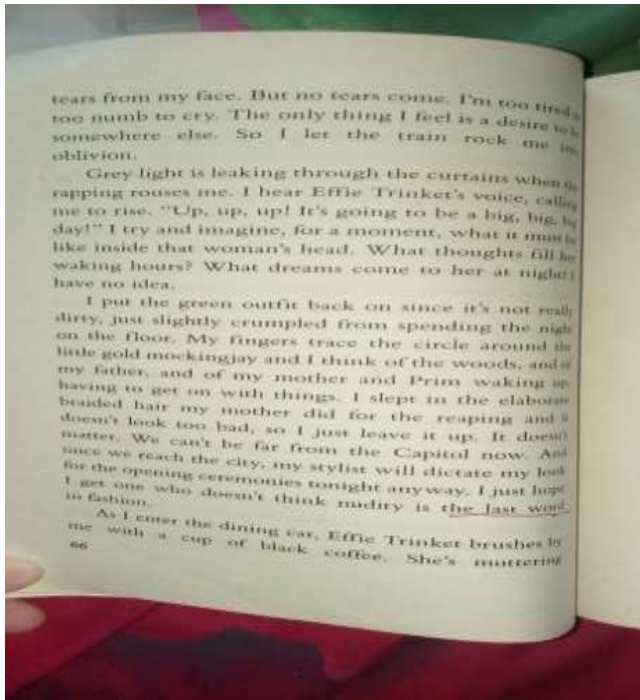 tears from my face. But no tears come. I'm too tired
too numb to cry. The only thing I feel is a desire to
somewhere else. So I let the train rock me
oblivion.
Grey light is leaking through the curtains when
rapping rouses me. I hear Effie Trinket's voice, calling
me to rise. “Up, up, up! It's going to be a big, big, big
day!” I try and imagine, for a moment, what it must be
like inside that woman's head. What thoughts fill her
waking hours? What dreams come to her at night? I
have no idea.
I put the green outfit back on since it's not really
dirty, just slightly crumpled from spending the night
on the floor. My fingers trace the circle around the
little gold mockingjay and I think of the woods, and of
my father, and of my mother and Prim waking up,
having to get on with things. I slept in the elaborate
braided hair my mother did for the reaping and it
doesn't look too bad, so I just leave it up. It doesn't
matter. We can't be far from the Capitol now. And
once we reach the city, my stylist will dictate my look
for the opening ceremonies tonight anyway. I just hope
I get one who doesn't think nudity is the last word
in fashion.
As I enter the dining car, Effie Trinket brushes by
me with a cup of black coffee. She's muttering
66